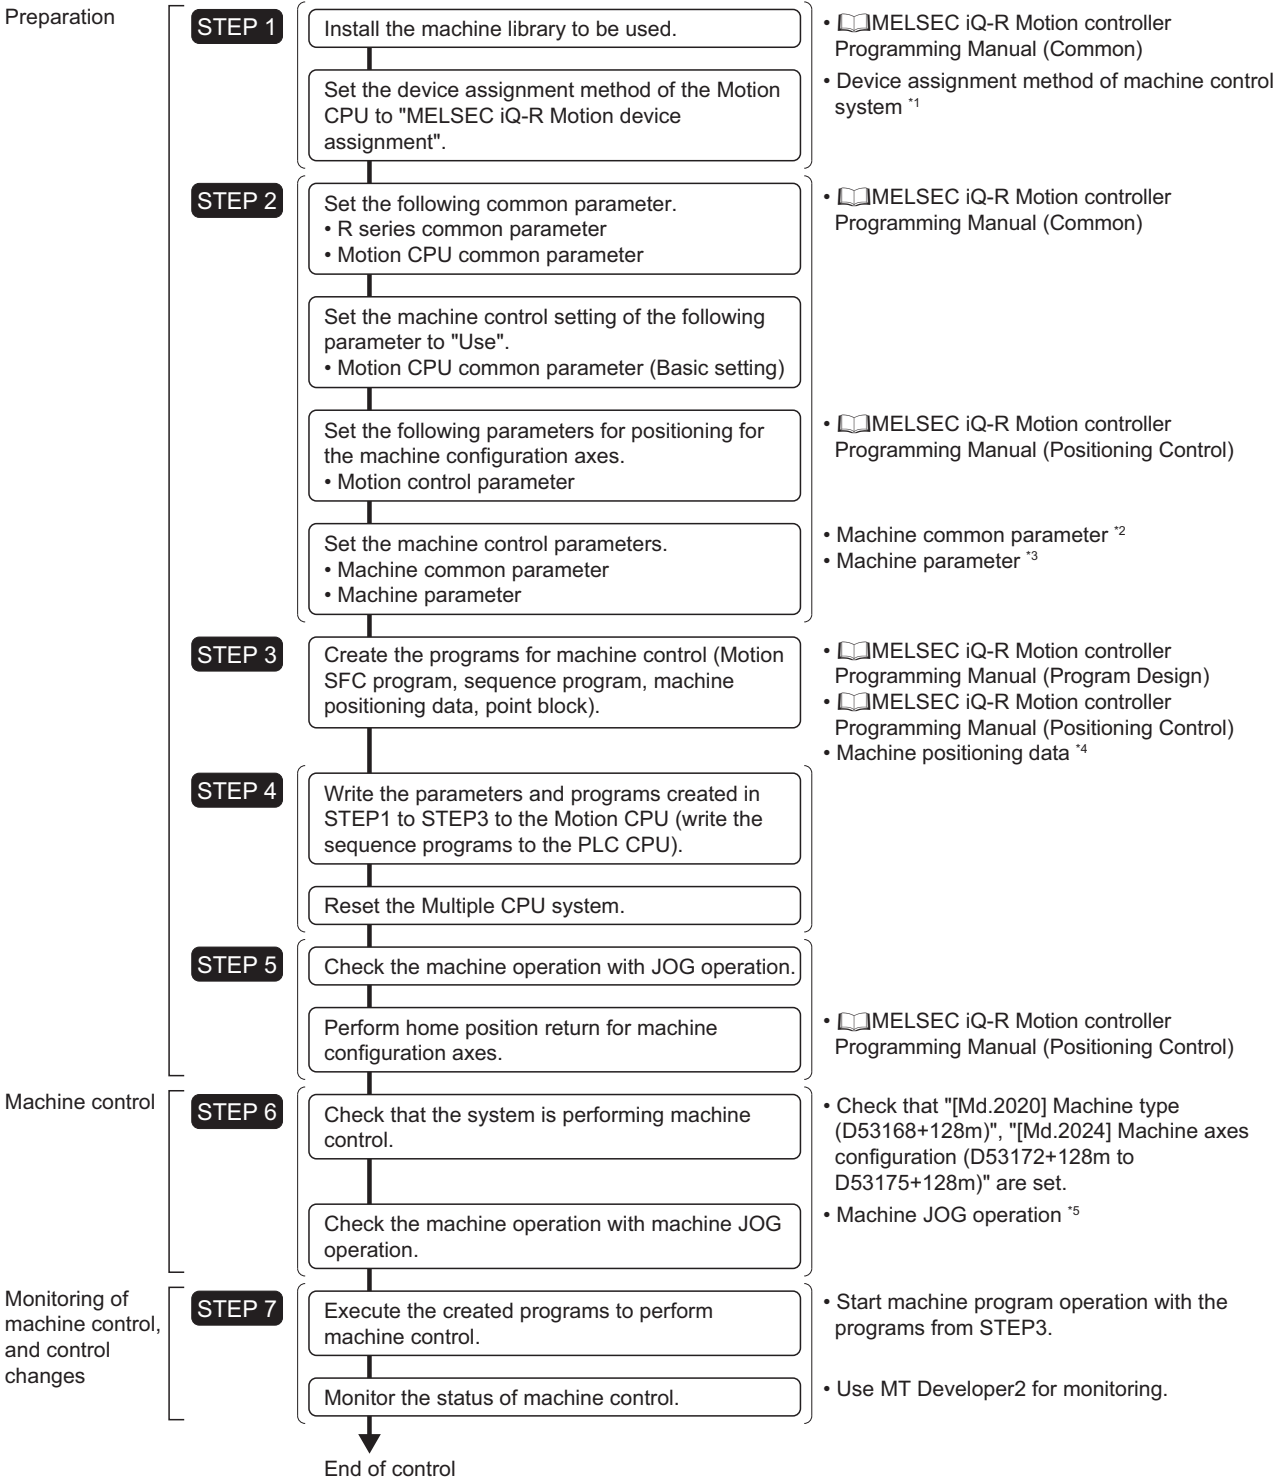 Preparation
STEP 1
Install the machine library to be used.
Set the device assignment method of the Motion
CPU to "MELSEC iQ-R Motion device
assignment".
• MELSEC iQ-R Motion controller
Programming Manual (Common)
• Device assignment method of machine control
system *1
STEP 2
Set the following common parameter.
• R series common parameter
• Motion CPU common parameter
• MELSEC iQ-R Motion controller
Programming Manual (Common)
Set the machine control setting of the following
parameter to "Use".
• Motion CPU common parameter (Basic setting)
Set the following parameters for positioning for
the machine configuration axes.
• Motion control parameter
• MELSEC iQ-R Motion controller
Programming Manual (Positioning Control)
Set the machine control parameters.
• Machine common parameter
• Machine parameter
• Machine common parameter *2
• Machine parameter *3
STEP 3
Create the programs for machine control (Motion
SFC program, sequence program, machine
positioning data, point block).
• MELSEC iQ-R Motion controller
Programming Manual (Program Design)
• MELSEC iQ-R Motion controller
Programming Manual (Positioning Control)
• Machine positioning data *4
STEP 4
Write the parameters and programs created in
STEP1 to STEP3 to the Motion CPU (write the
sequence programs to the PLC CPU).
Reset the Multiple CPU system.
STEP 5
Check the machine operation with JOG operation.
Perform home position return for machine
configuration axes.
• MELSEC iQ-R Motion controller
Programming Manual (Positioning Control)
Machine control
STEP 6
Check that the system is performing machine
control.
• Check that "[Md.2020] Machine type
(D53168+128m)", "[Md.2024] Machine axes
configuration (D53172+128m to
D53175+128m)" are set.
Check the machine operation with machine JOG
operation.
• Machine JOG operation *5
Monitoring of
machine control,
and control
changes
STEP 7
Execute the created programs to perform
machine control.
• Start machine program operation with the
programs from STEP3.
Monitor the status of machine control.
• Use MT Developer2 for monitoring.
End of control